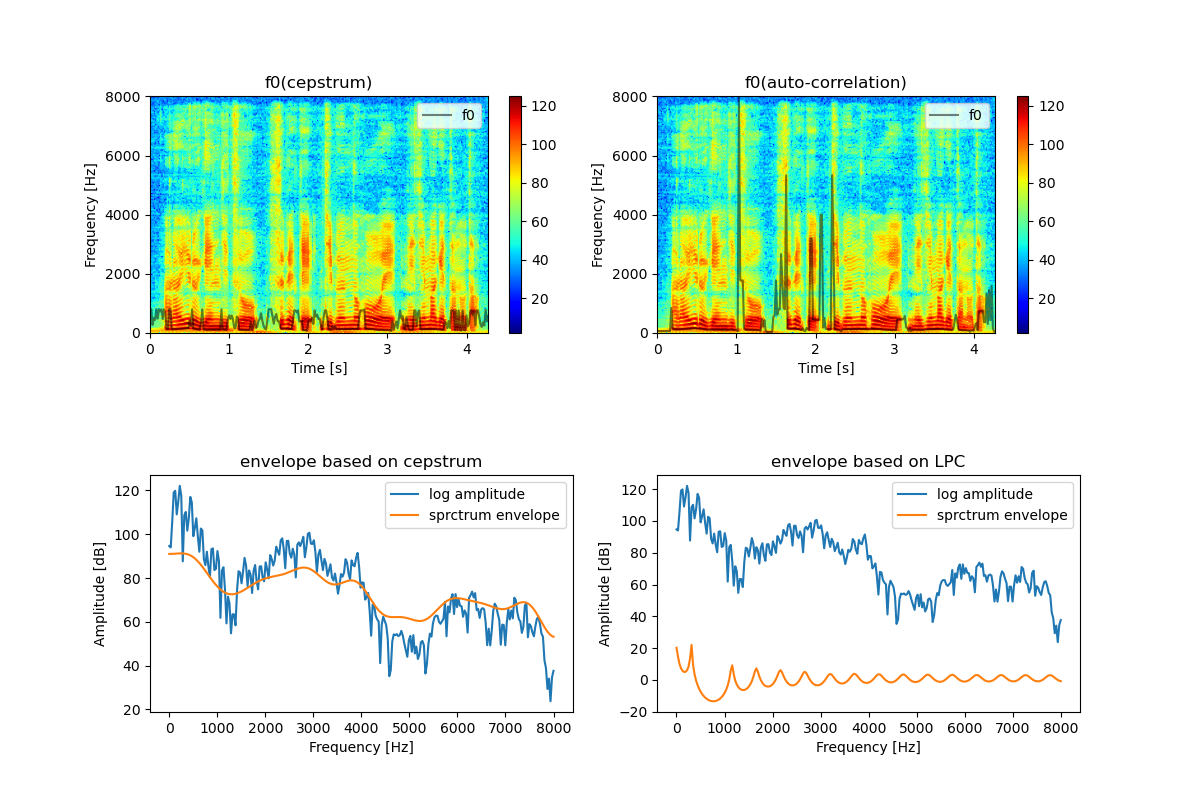 f0(cepstrum)
f0
8000
6000
4000
2000
0
Frequency [Hz]
0 1 2 3 4
Time [s]
120
100
80
60
40
20
f0(auto-correlation)
f0
8000
6000
4000
2000
0
Frequency [Hz]
0 1 2 3 4
Time [s]
120
100
80
60
40
20
envelope based on cepstrum
log amplitude
sprctrum envelope
120
100
80
60
40
20
Amplitude [dB]
0 1000 2000 3000 4000 5000 6000 7000 8000
Frequency [Hz]
envelope based on LPC
log amplitude
sprctrum envelope
120
100
80
60
40
20
0
−20
Amplitude [dB]
0 1000 2000 3000 4000 5000 6000 7000 8000
Frequency [Hz]